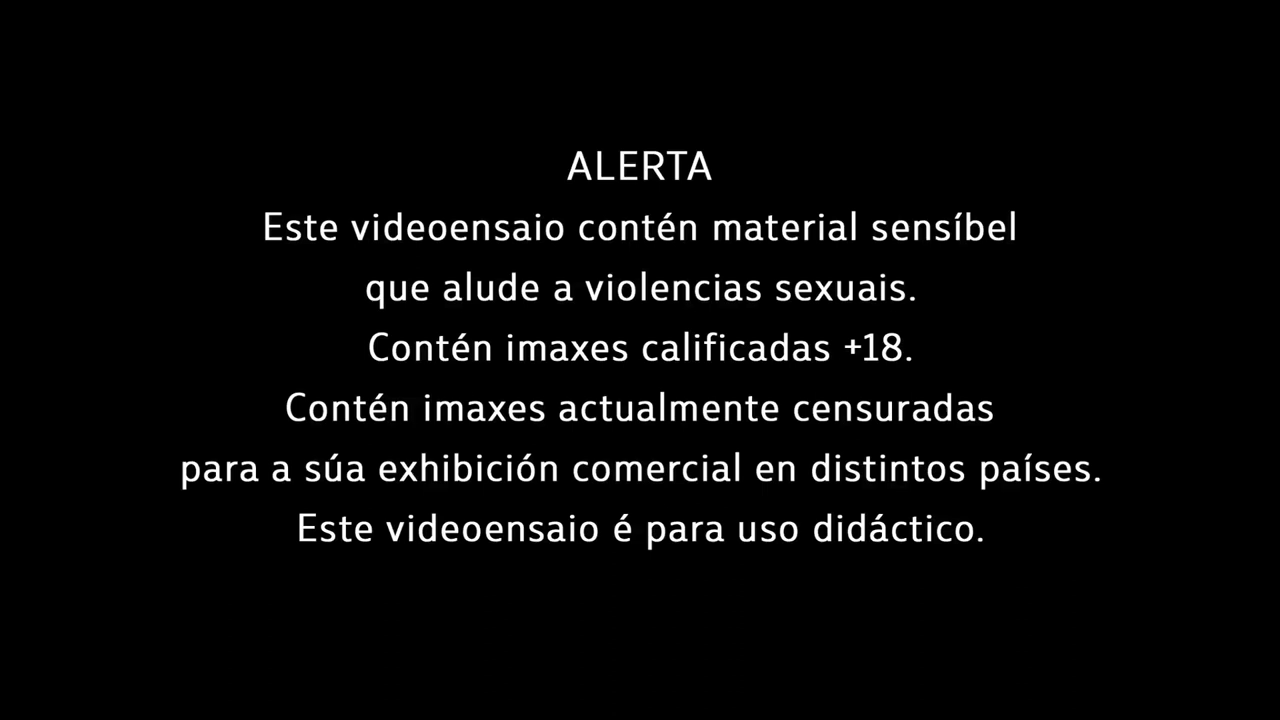 ALERTA
Este videoensaio contén material sensíbel
que alude a violencias sexuais.
Contén imaxes calificadas +18.
Contén imaxes actualmente censuradas
para a súa exhibición comercial en distintos países.
Este videoensaio é para uso didáctico.